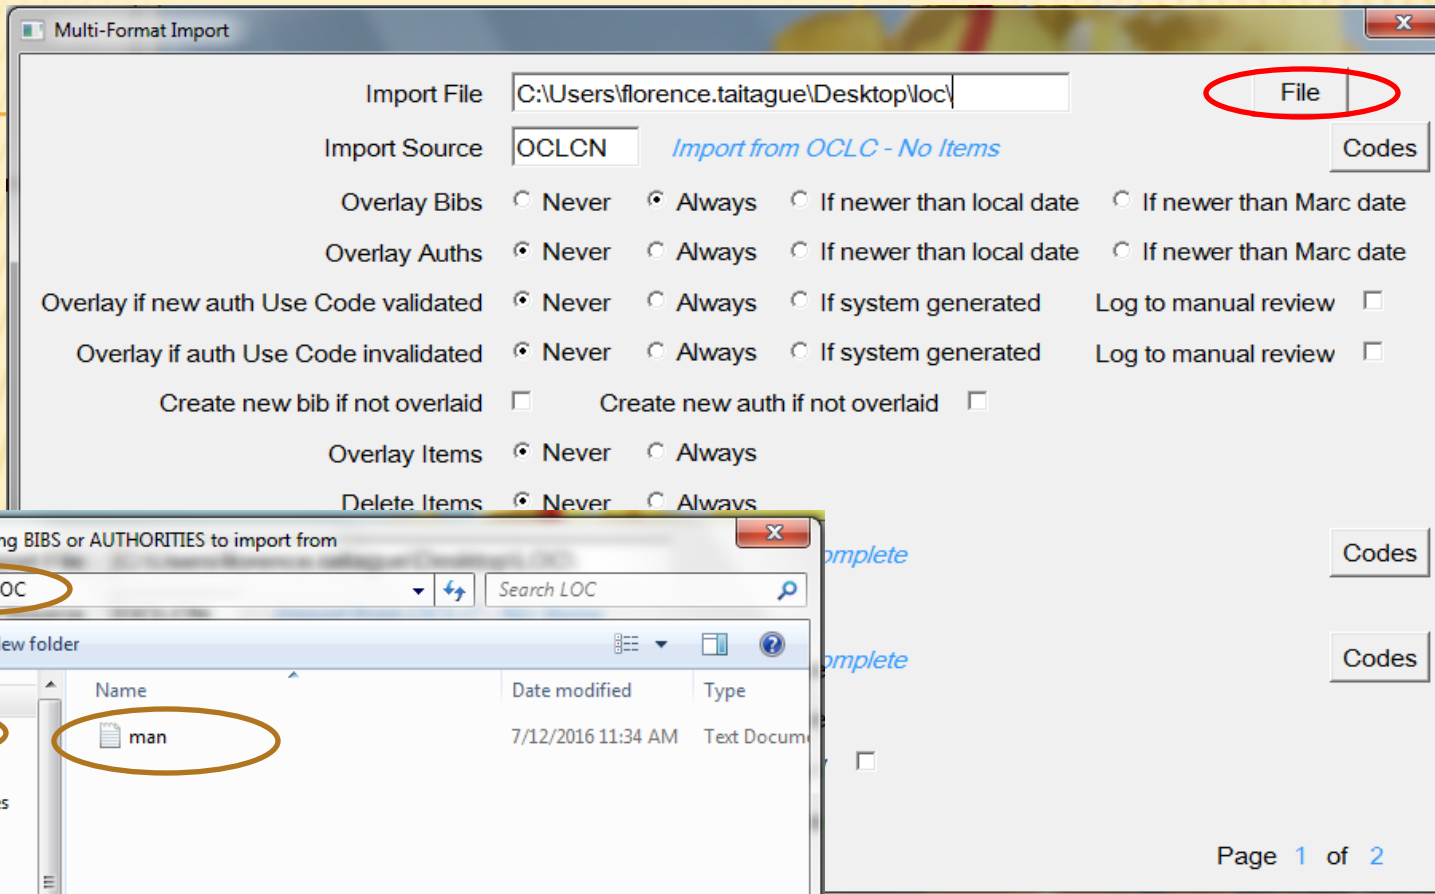 Multi-Format Import
Import File C:\Users\florence.taitague\Desktop\loc\ File
Import Source OCLCN Import from OCLC - No Items Codes
Overlay Bibs Never Always If newer than local date If newer than Marc date
Overlay Auths Never Always If newer than local date If newer than Marc date
Overlay if new auth Use Code validated Never Always If system generated Log to manual review
Overlay if auth Use Code invalidated Never Always If system generated Log to manual review
Create new bib if not overlaid Create new auth if not overlaid
Overlay Items Never Always
Delete Items Never Always
ng BIBS or AUTHORITIES to import from
omplete Codes
OC Search LOC
ew folder
omplete Codes
Name Date modified Type
man 7/12/2016 11:34 AM Text Docum
es
Page 1 of 2